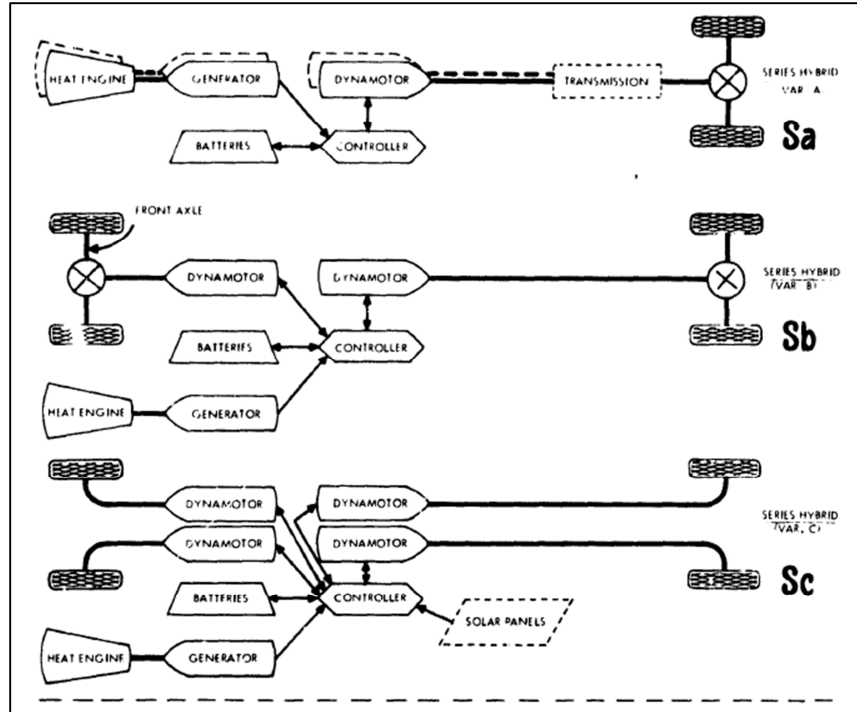 HEAT ENGINE
GENERATOR
DYNAMOTOR
TRANSMISSION
SERIES HYBRID
VAR. A
BATTERIES
CONTROLLER
Sa
FRONT AXLE
DYNAMOTOR
DYNAMOTOR
SERIES HYBRID
(VAR. B)
BATTERIES
CONTROLLER
Sb
HEAT ENGINE
GENERATOR
DYNAMOTOR
DYNAMOTOR
SERIES HYBRID
(VAR. C)
DYNAMOTOR
DYNAMOTOR
Sc
BATTERIES
CONTROLLER
SOLAR PANELS
HEAT ENGINE
GENERATOR